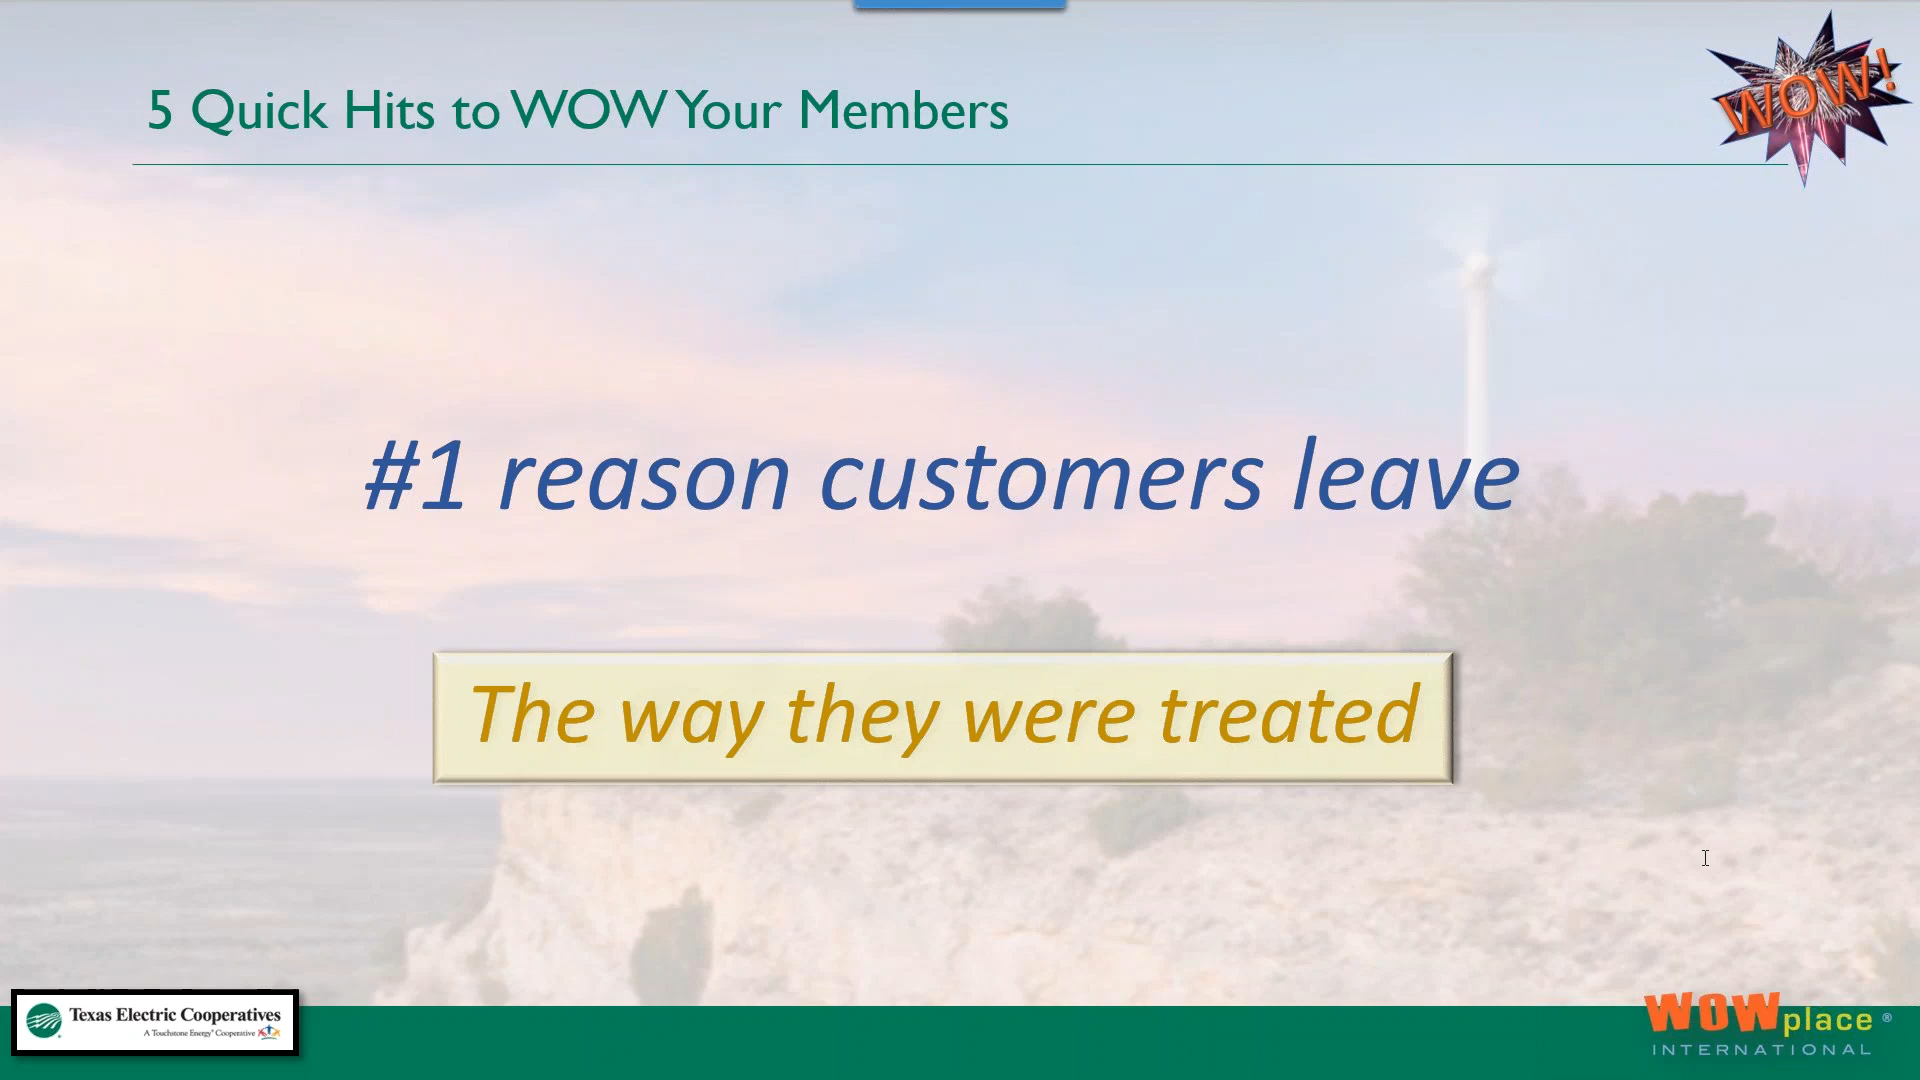 5 Quick Hits to WOW Your Members
WOW!
#1 reason customers leave
The way they were treated
Texas Electric Cooperatives
A Touchstone Energy® Cooperative
WOWplace ®
INTERNATIONAL